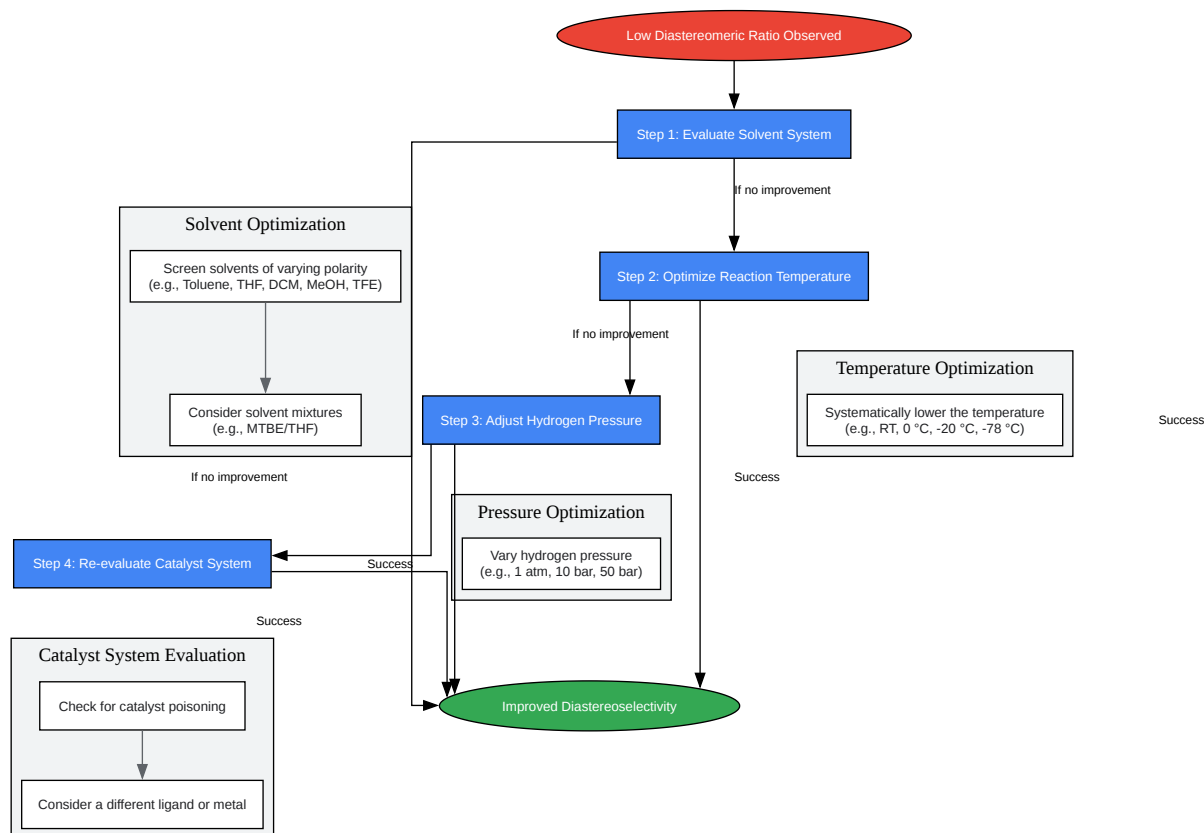 Low Diastereomeric Ratio Observed
Step 1: Evaluate Solvent System
If no improvement
Solvent Optimization
Screen solvents of varying polarity
(e.g., Toluene, THF, DCM, MeOH, TFE)
Consider solvent mixtures
(e.g., MTBE/THF)
Step 2: Optimize Reaction Temperature
If no improvement
Temperature Optimization
Systematically lower the temperature
(e.g., RT, 0 °C, -20 °C, -78 °C)
Success
Step 3: Adjust Hydrogen Pressure
If no improvement
Success
Pressure Optimization
Vary hydrogen pressure
(e.g., 1 atm, 10 bar, 50 bar)
Step 4: Re-evaluate Catalyst System
Success
Success
Catalyst System Evaluation
Check for catalyst poisoning
Consider a different ligand or metal
Improved Diastereoselectivity